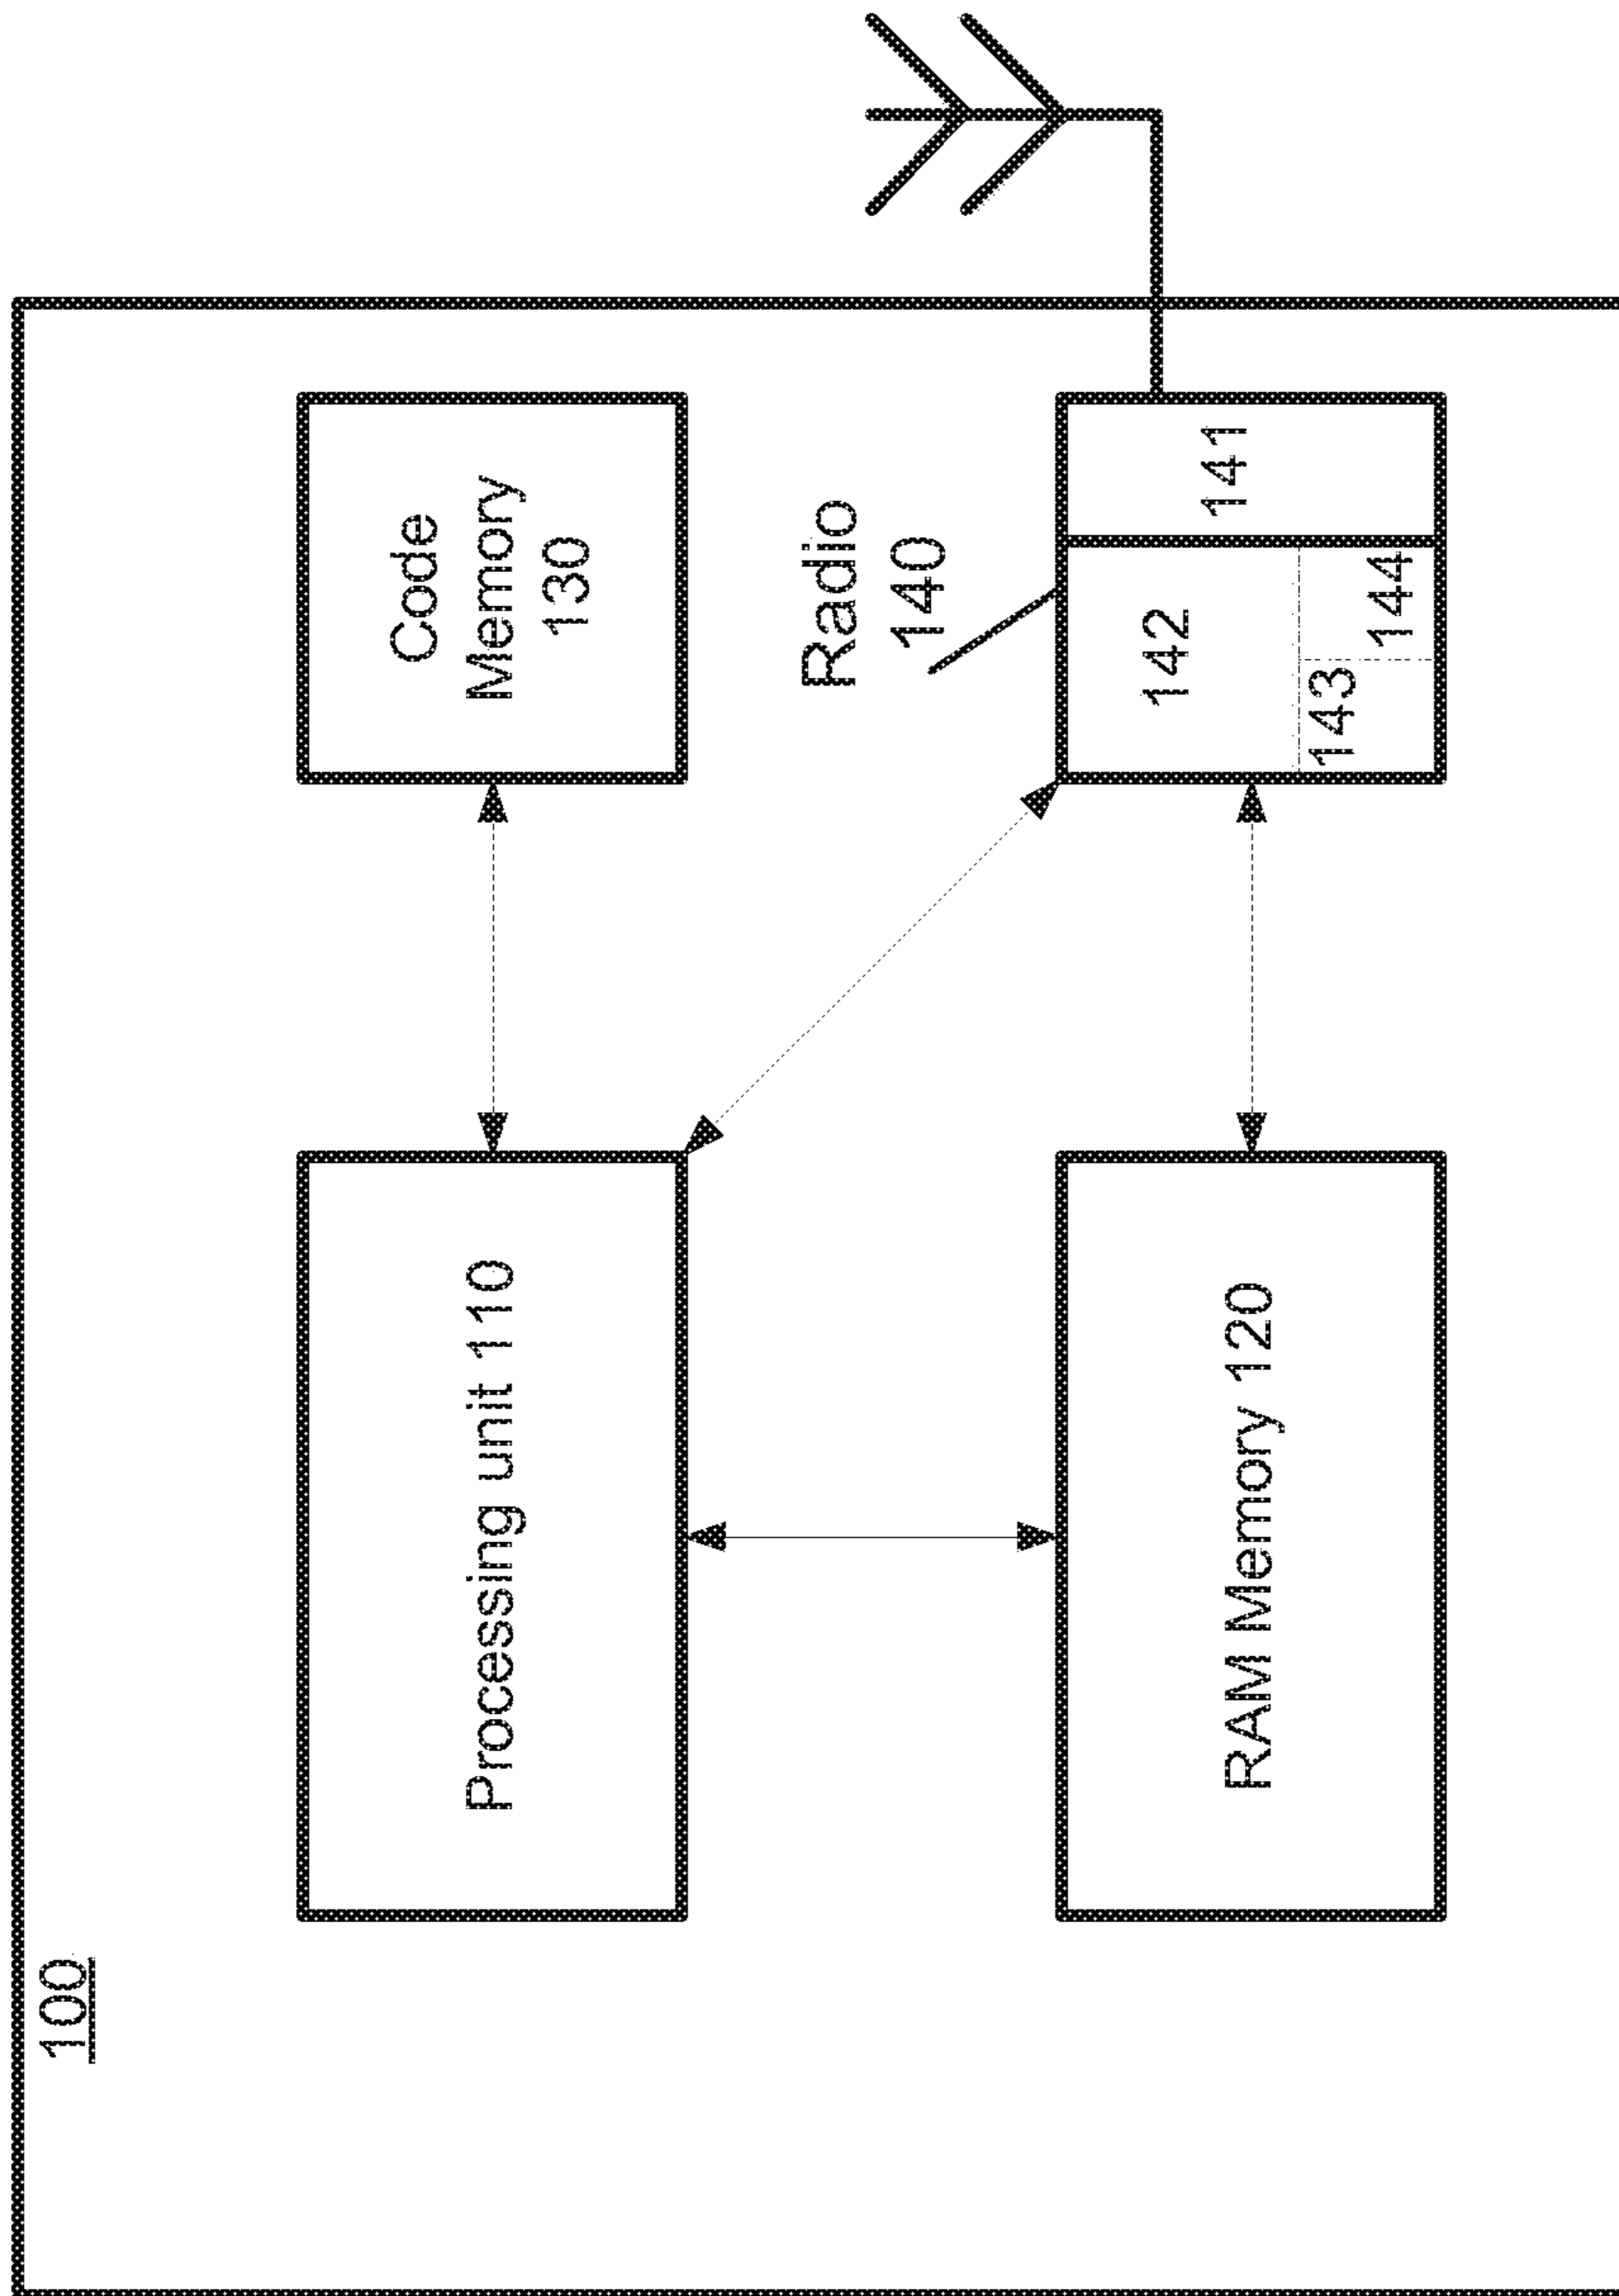 100
Processing unit 110
Code
Memory
130
Radio
140
RAM Memory 120
142
141
143
144